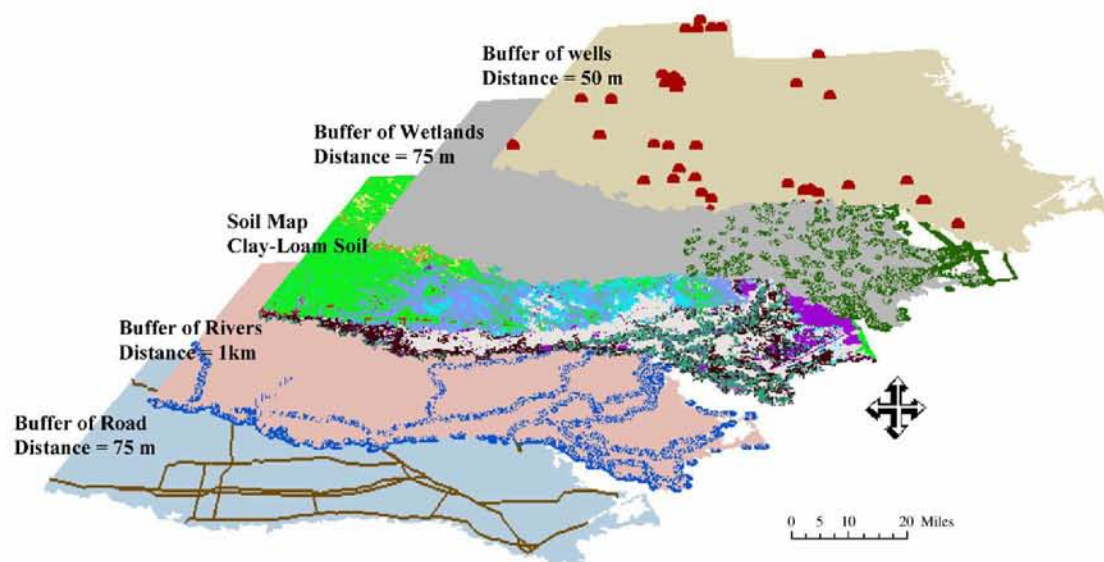 Buffer of wells
Distance = 50 m
Buffer of Wetlands
Distance = 75 m
Soil Map
Clay-Loam Soil
Buffer of Rivers
Distance = 1km
Buffer of Road
Distance = 75 m
0 5 10 20 Miles